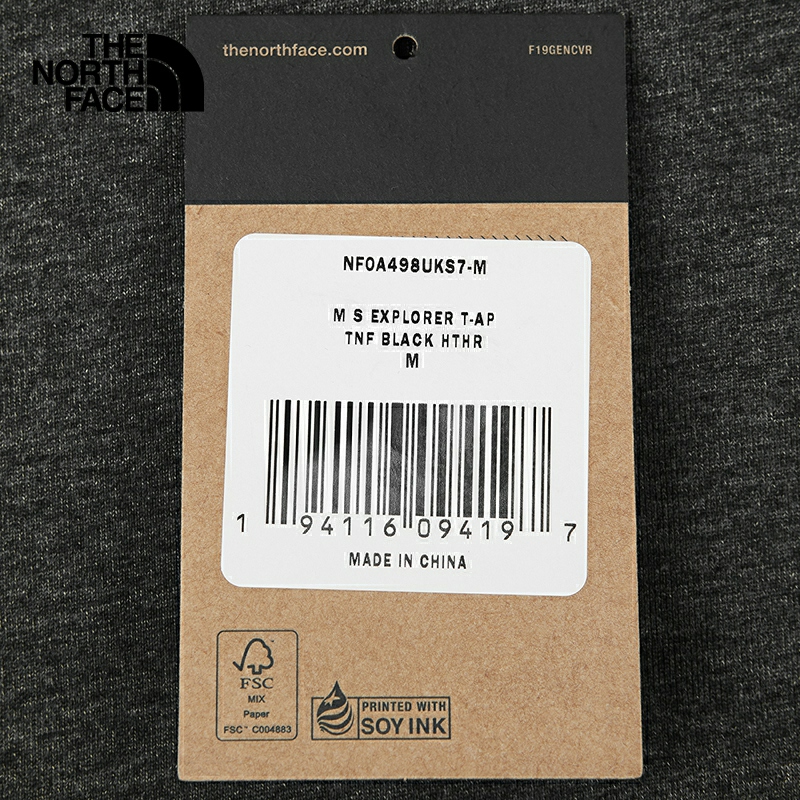 THE
NORTH
FACE
thenorthface.com
F19GENCVR
NF0A498UKS7-M
M S EXPLORER T-AP
TNF BLACK HTHR
M
1 94116 09419 7
MADE IN CHINA
FSC
MIX
Paper
FSC™ C004883
PRINTED WITH
SOY INK